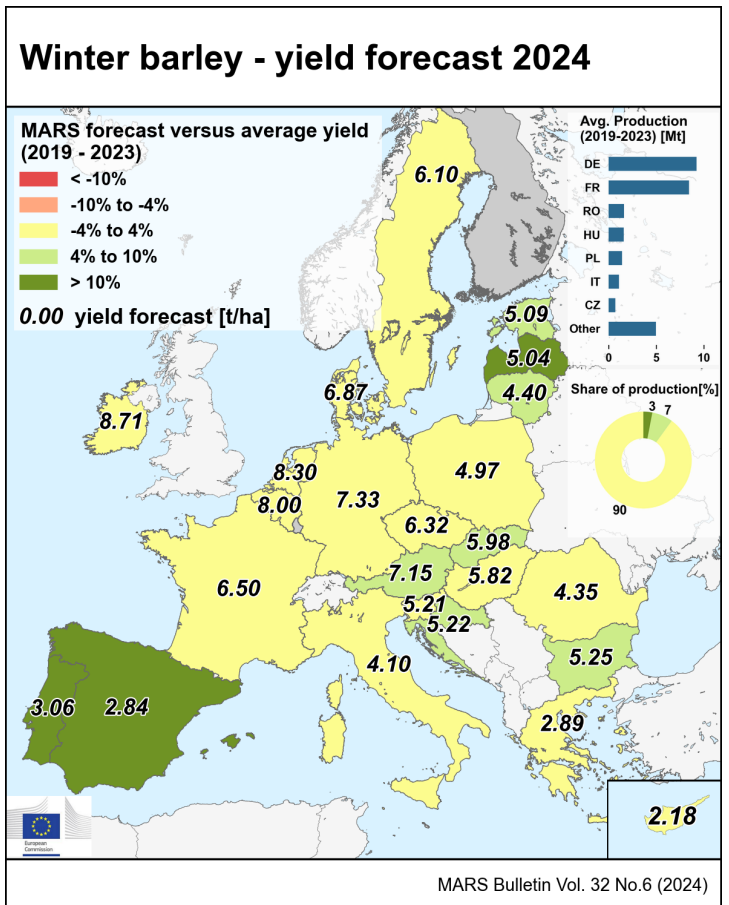 Winter barley - yield forecast 2024
MARS forecast versus average yield
(2019 - 2023)
< -10%
-10% to -4%
-4% to 4%
4% to 10%
> 10%
0.00 yield forecast [t/ha]
Avg. Production
(2019-2023) [Mt]
DE
FR
RO
HU
PL
IT
CZ
Other
0 5 10
Share of production[%]
3 7
90
6.10
5.09
5.04
4.40
6.87
8.71
8.30
8.00
7.33
4.97
6.32
5.98
7.15
5.82
4.35
6.50
5.21
5.22
5.25
4.10
3.06
2.84
2.89
2.18
European
Commission
MARS Bulletin Vol. 32 No.6 (2024)